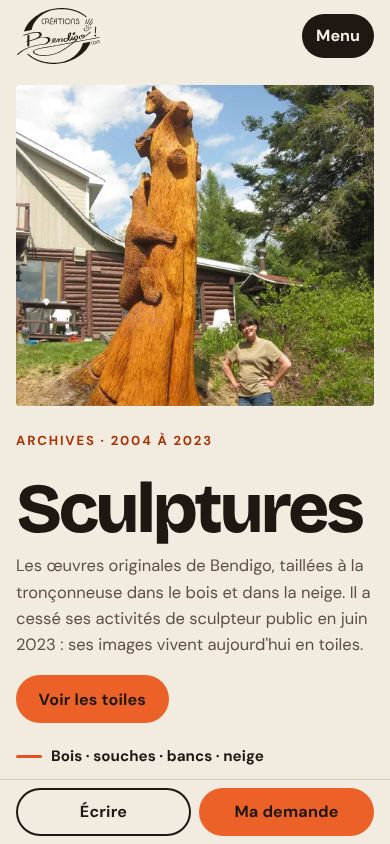 CRÉATIONS
Bendigo!
.com
Menu
ARCHIVES · 2004 À 2023
Sculptures
Les œuvres originales de Bendigo, taillées à la
tronçonneuse dans le bois et dans la neige. Il a
cessé ses activités de sculpteur public en juin
2023 : ses images vivent aujourd'hui en toiles.
Voir les toiles
Bois · souches · bancs · neige
Écrire
Ma demande